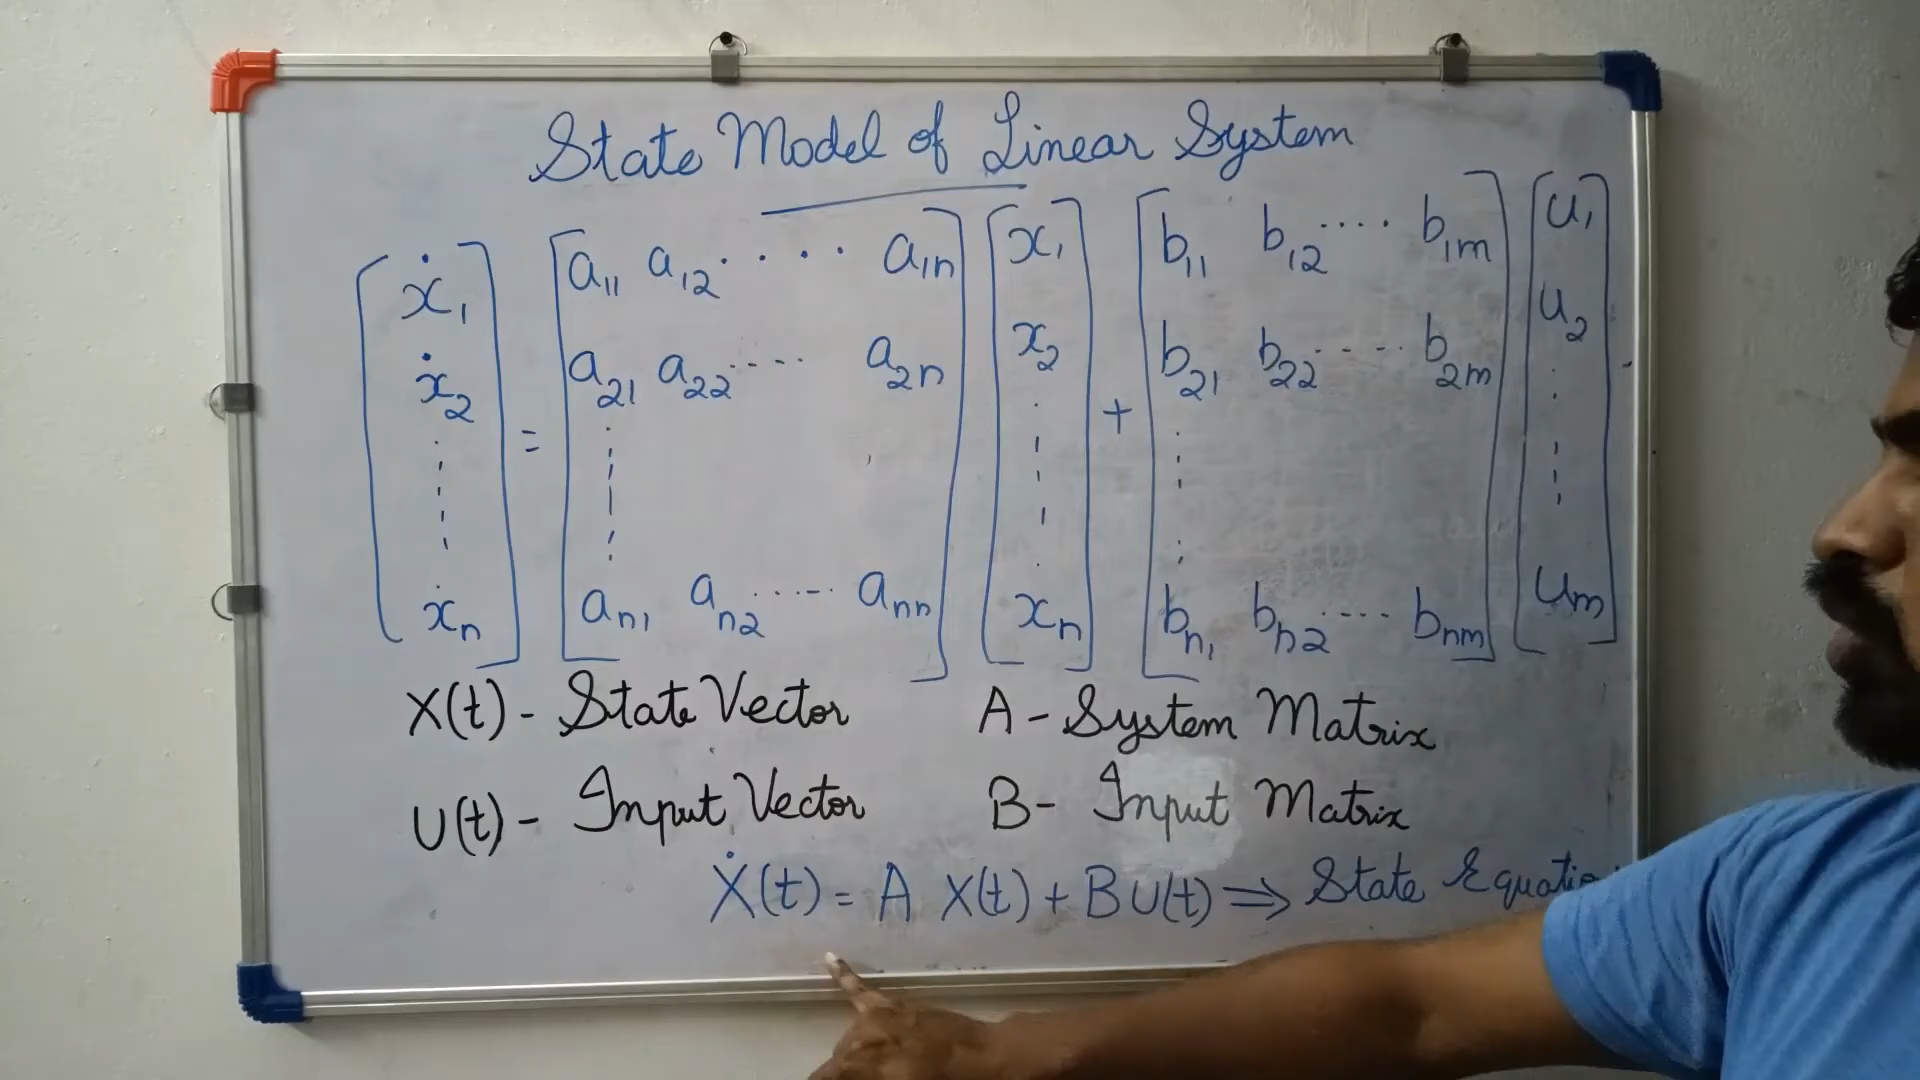 State Model of Linear System
[ẋ1] = [a11 a12 ..... a1n] [x1] + [b11 b12 .... b1m] [u1]
[ẋ2] [a21 a22 ..... a2n] [x2] [b21 b22 .... b2m] [u2]
[ẋn] [an1 an2 ..... ann] [xn] [bn1 bn2 .... bnm] [um]
X(t) - State Vector A - System Matrix
U(t) - Input Vector B - Input Matrix
Ẋ(t) = A X(t) + B U(t) ⇒ State Equatio